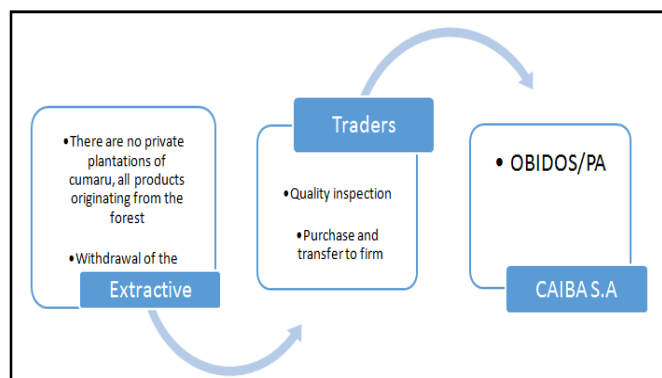 •There are no private
plantations of
cumaru, all products
originating from the
forest
•Withdrawal of the
Extractive
Traders
•Quality inspection
•Purchase and
transfer to firm
• OBIDOS/PA
CAIBA S.A